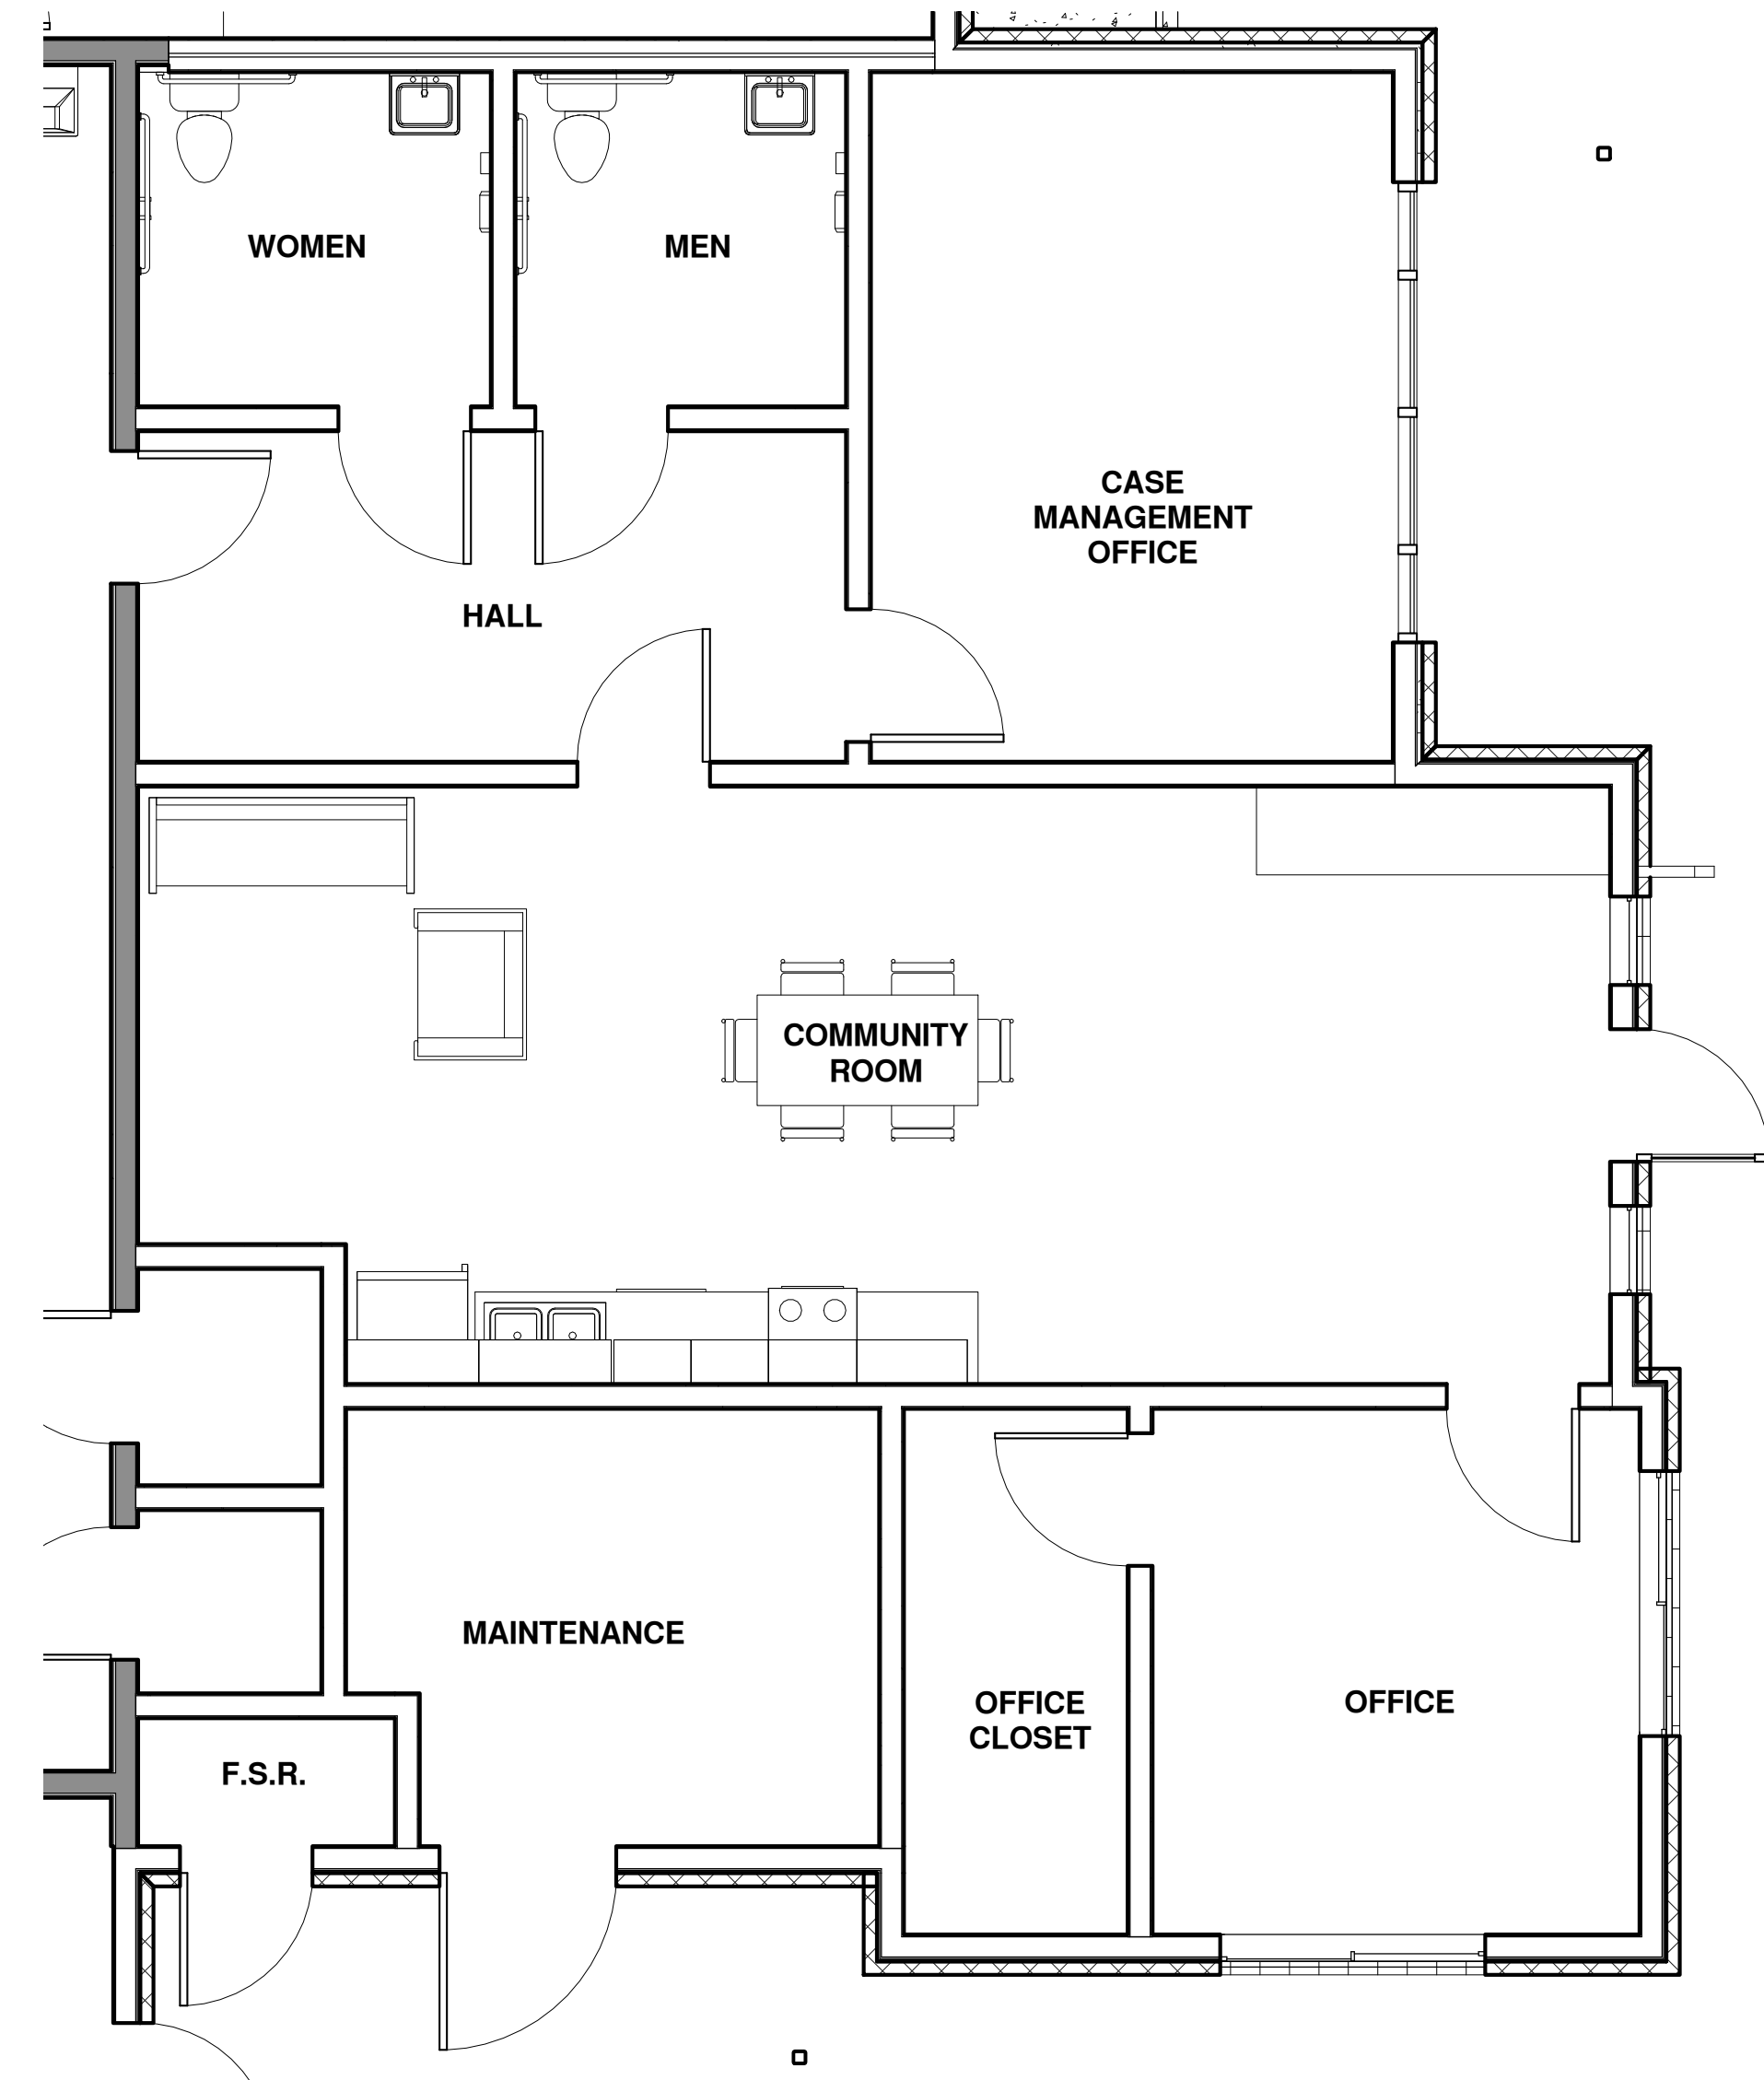 WOMEN
MEN
CASE
MANAGEMENT
OFFICE
HALL
COMMUNITY
ROOM
MAINTENANCE
OFFICE
CLOSET
OFFICE
F.S.R.